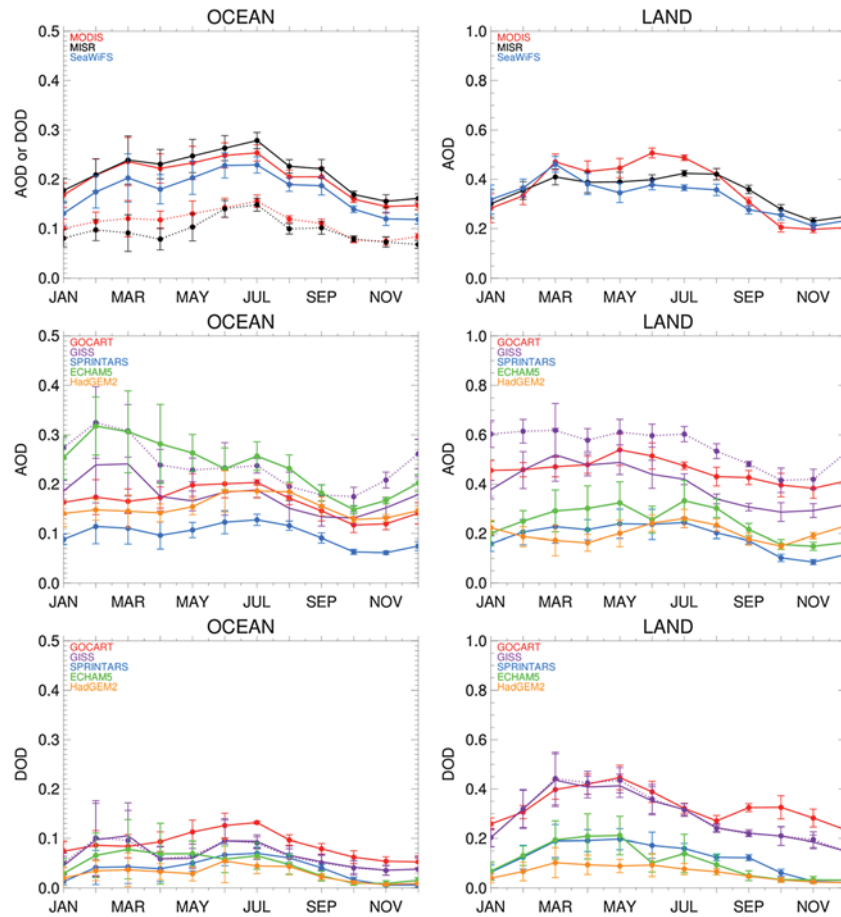 OCEAN
0.5
0.4
0.3
0.2
0.1
0.0
AOD or DOD
MODIS
MISR
SeaWiFS
JAN MAR MAY JUL SEP NOV
LAND
1.0
0.8
0.6
0.4
0.2
0.0
AOD
MODIS
MISR
SeaWiFS
JAN MAR MAY JUL SEP NOV
OCEAN
0.5
0.4
0.3
0.2
0.1
0.0
AOD
GOCART
GISS
SPRINTARS
ECHAM5
HadGEM2
JAN MAR MAY JUL SEP NOV
LAND
1.0
0.8
0.6
0.4
0.2
0.0
AOD
GOCART
GISS
SPRINTARS
ECHAM5
HadGEM2
JAN MAR MAY JUL SEP NOV
OCEAN
0.5
0.4
0.3
0.2
0.1
0.0
DOD
GOCART
GISS
SPRINTARS
ECHAM5
HadGEM2
JAN MAR MAY JUL SEP NOV
LAND
1.0
0.8
0.6
0.4
0.2
0.0
DOD
GOCART
GISS
SPRINTARS
ECHAM5
HadGEM2
JAN MAR MAY JUL SEP NOV